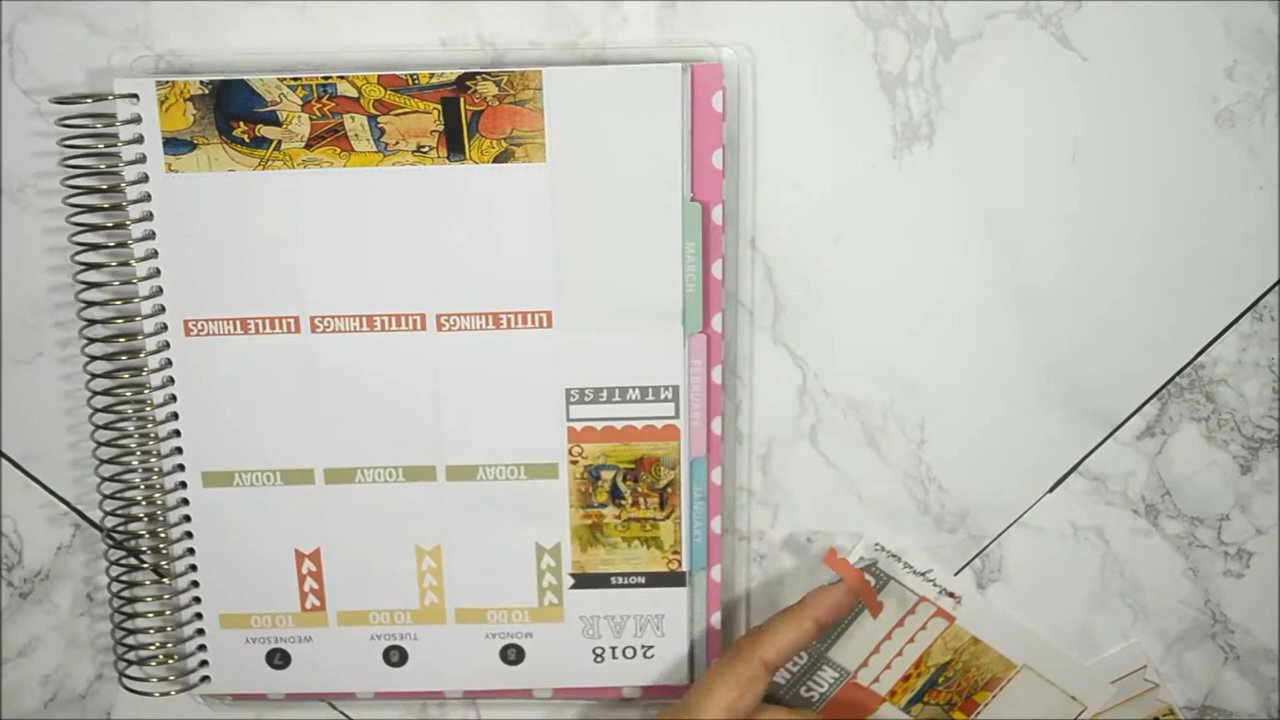 2018
MAR
NOTES
Q
Q
MTWTFSS
5
MONDAY
TO DO
TODAY
LITTLE THINGS
6
TUESDAY
TO DO
TODAY
LITTLE THINGS
7
WEDNESDAY
TO DO
TODAY
LITTLE THINGS
JANUARY
FEBRUARY
MARCH
WED
SUN